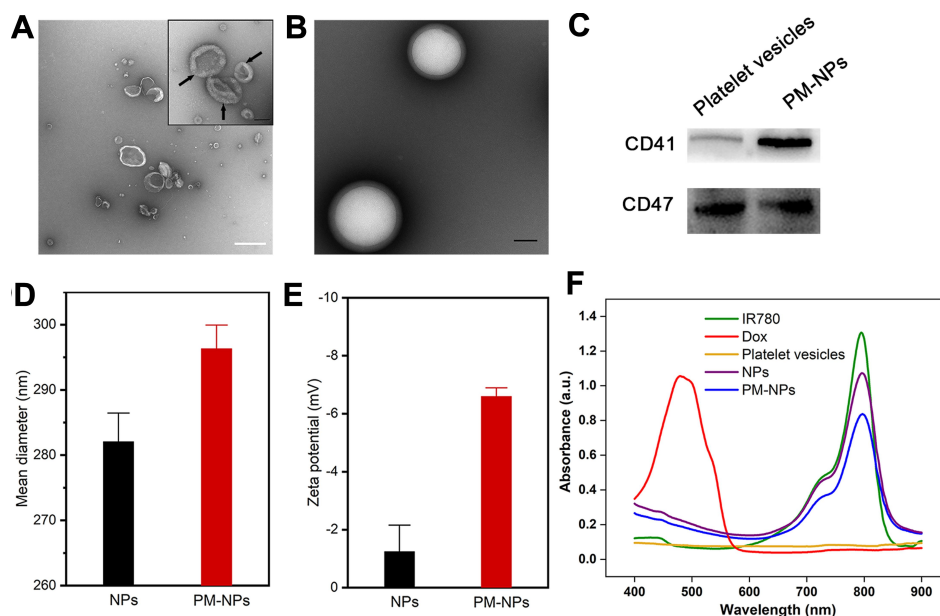 A
B
C
Platelet vesicles
PM-NPs
CD41
CD47
D
Mean diameter (nm)
300
290
280
270
260
NPs
PM-NPs
E
Zeta potential (mV)
-10
-8
-6
-4
-2
0
NPs
PM-NPs
F
Absorbance (a.u.)
1.4
1.2
1.0
0.8
0.6
0.4
0.2
0.0
IR780
Dox
Platelet vesicles
NPs
PM-NPs
400 500 600 700 800 900
Wavelength (nm)